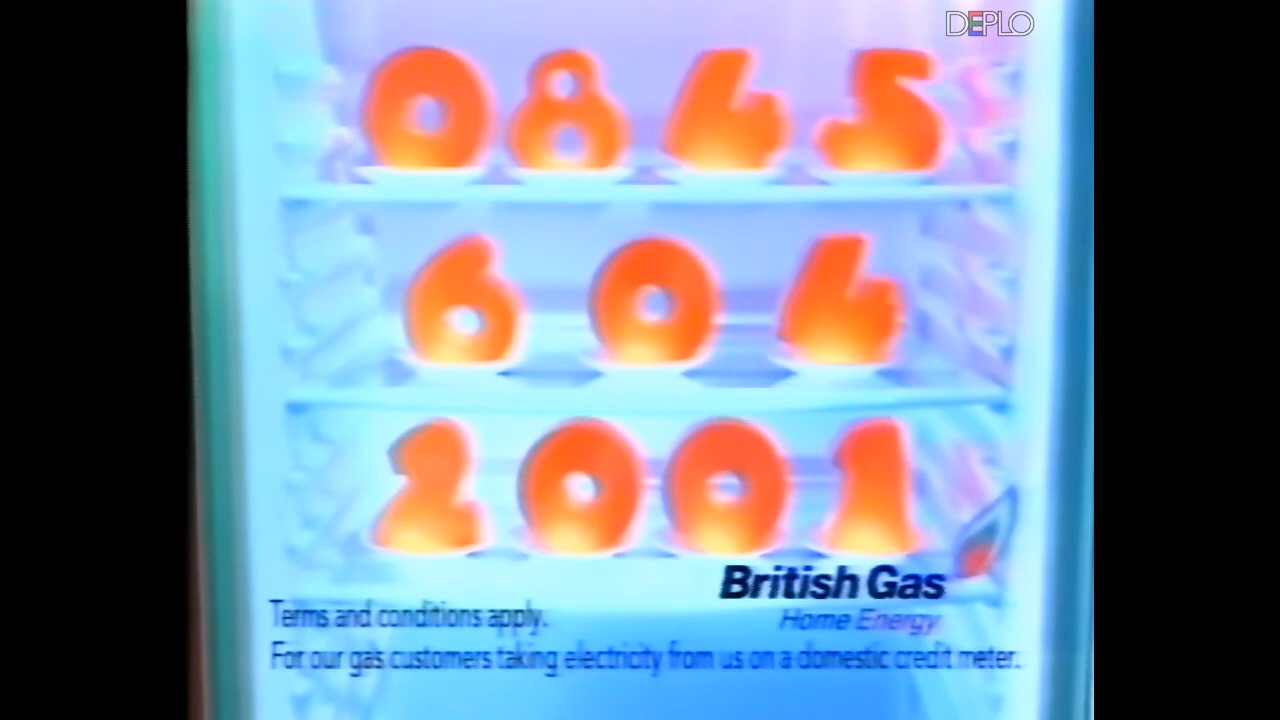 DEPLO
0845
604
2001
British Gas
Home Energy
Terms and conditions apply.
For our gas customers taking electricity from us on a domestic credit meter.